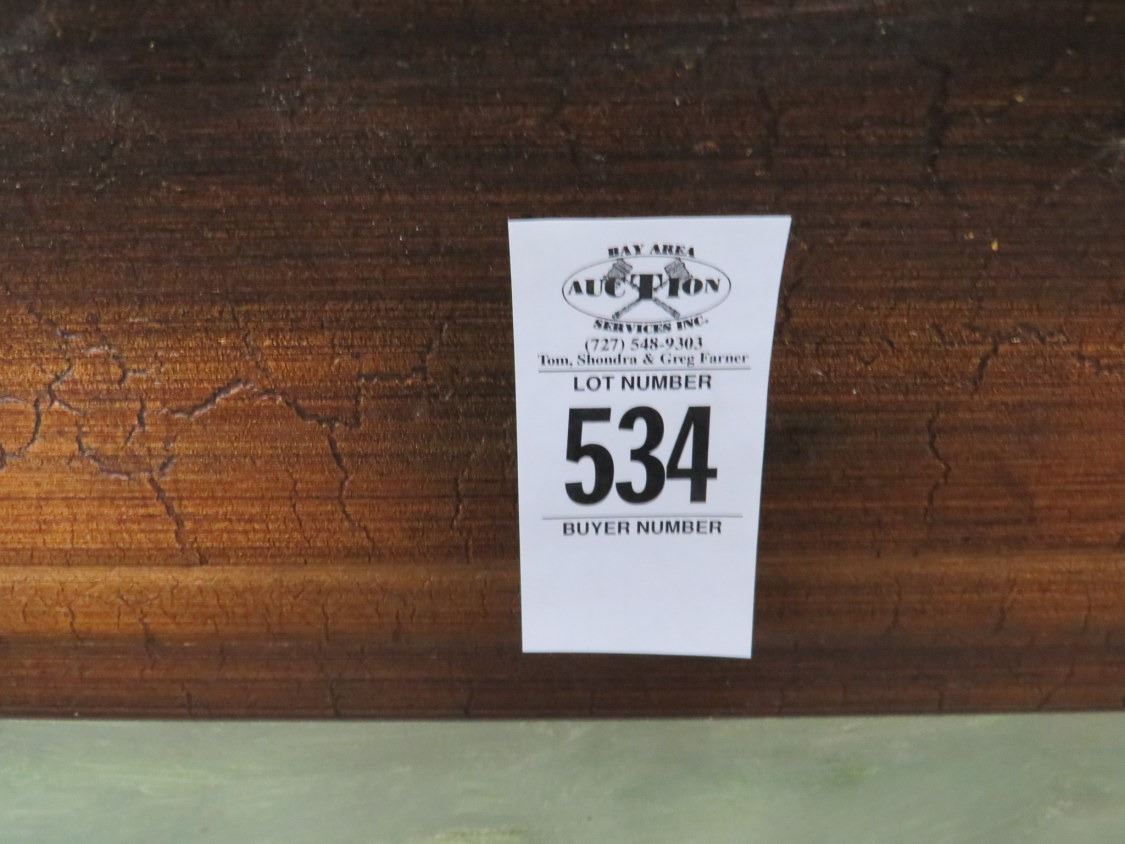 BAY AREA
AUCTION
SERVICES INC.
(727) 548-9303
Tom, Shondra & Greg Farner
LOT NUMBER
534
BUYER NUMBER